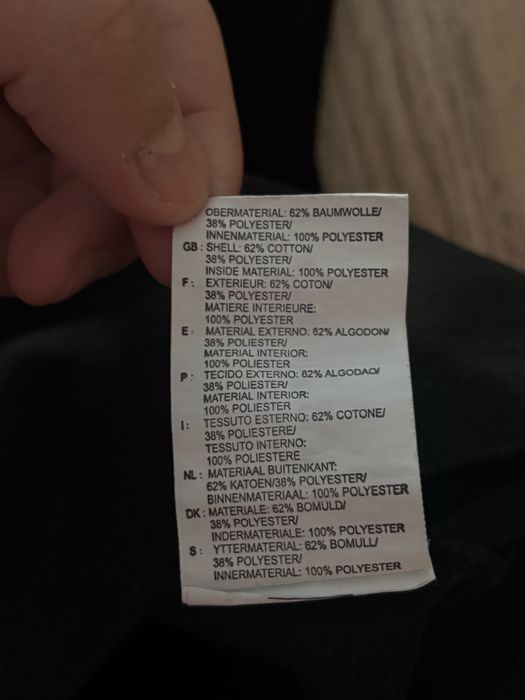 OBERMATERIAL: 62% BAUMWOLLE/
38% POLYESTER/
INNENMATERIAL: 100% POLYESTER
GB: SHELL: 62% COTTON/
38% POLYESTER/
INSIDE MATERIAL: 100% POLYESTER
F: EXTERIEUR: 62% COTON/
38% POLYESTER/
MATIERE INTERIEURE:
100% POLYESTER
E: MATERIAL EXTERNO: 62% ALGODON/
38% POLIESTER/
MATERIAL INTERIOR:
100% POLIESTER
P: TECIDO EXTERNO: 62% ALGODAO/
38% POLIESTER/
MATERIAL INTERIOR:
100% POLIESTER
I: TESSUTO ESTERNO: 62% COTONE/
38% POLIESTERE/
TESSUTO INTERNO:
100% POLIESTERE
NL: MATERIAAL BUITENKANT:
62% KATOEN/38% POLYESTER/
BINNENMATERIAAL: 100% POLYESTER
DK: MATERIALE: 62% BOMULD/
38% POLYESTER/
INDERMATERIALE: 100% POLYESTER
S: YTTERMATERIAL: 62% BOMULL/
38% POLYESTER/
INNERMATERIAL: 100% POLYESTER